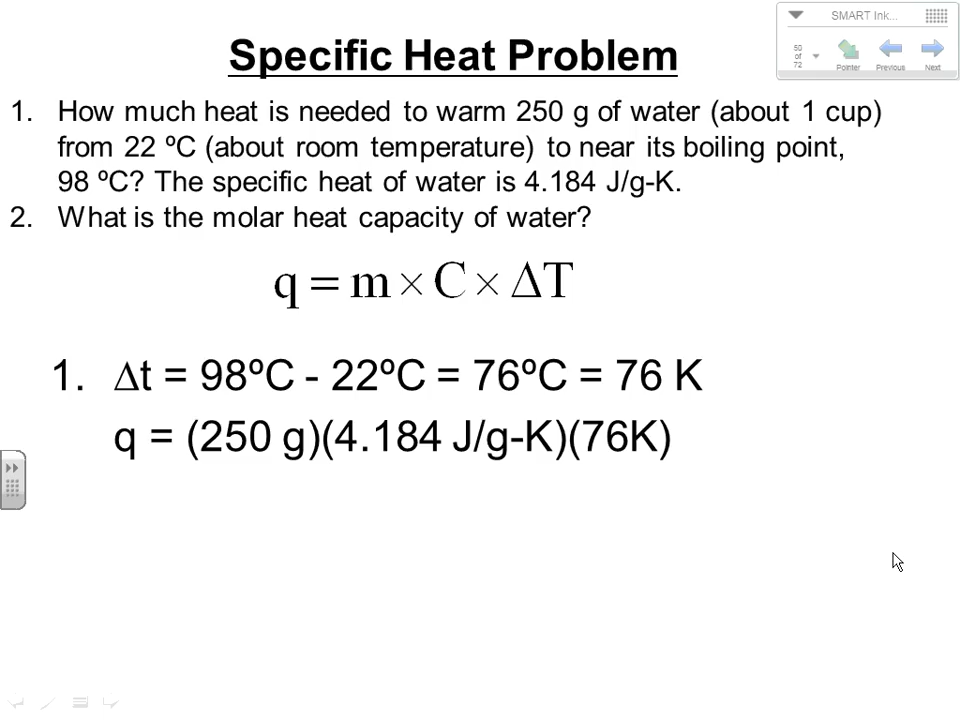 Specific Heat Problem
SMART Ink...
50
of
72
Pointer
Previous
Next
1. How much heat is needed to warm 250 g of water (about 1 cup)
from 22 ºC (about room temperature) to near its boiling point,
98 ºC? The specific heat of water is 4.184 J/g-K.
2. What is the molar heat capacity of water?
q = m × C × ΔT
1. Δt = 98ºC - 22ºC = 76ºC = 76 K
q = (250 g)(4.184 J/g-K)(76K)